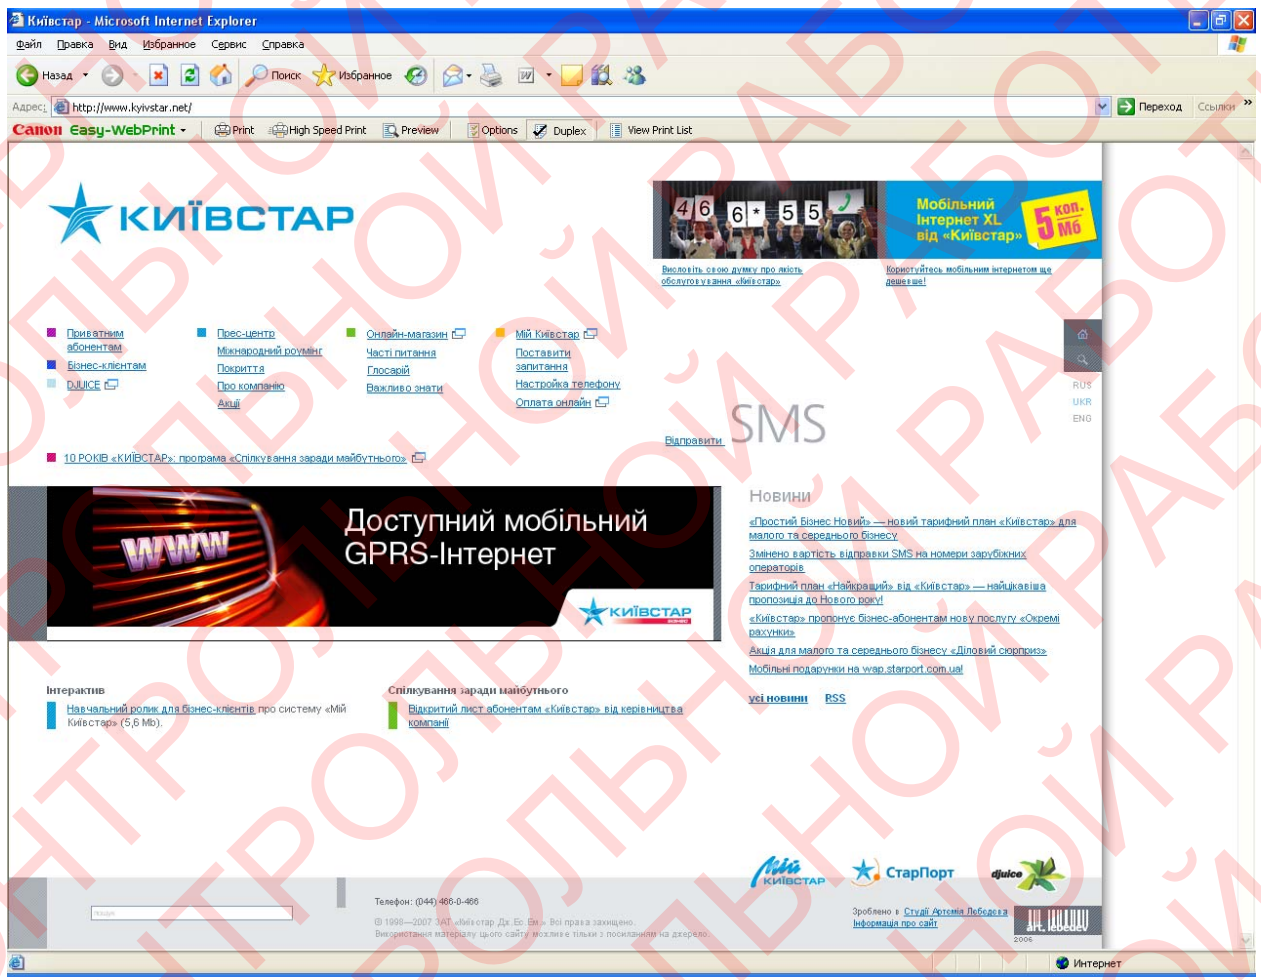 Київстар - Microsoft Internet Explorer
Файл Правка Вид Избранное Сервис Справка
Назад Поиск Избранное
Адрес: http://www.kyivstar.net/ Переход Ссылки »
Canon Easy-WebPrint Print High Speed Print Preview Options Duplex View Print List
КИЇВСТАР
46 6* 55
Мобільний
Інтернет XL
від «Київстар»
5 коп.
Мб
Висловіть свою думку про якість
обслуговування «Київстар»
Користуйтесь мобільним інтернетом ще
дешевше!
Приватним
абонентам
Бізнес-клієнтам
DJUICE
Прес-центр
Міжнародний роумінг
Покриття
Про компанію
Акції
Онлайн-магазин
Часті питання
Глосарій
Важливо знати
Мій Київстар
Поставити
запитання
Настройка телефону
Оплата онлайн
RUS
UKR
ENG
Відправити SMS
10 РОКІВ «КИЇВСТАР»: програма «Спілкування заради майбутнього»
WWW
Доступний мобільний
GPRS-Інтернет
КИЇВСТАР
БІЗНЕС
Новини
«Простий Бізнес Новий» — новий тарифний план «Київстар» для
малого та середнього бізнесу
Змінено вартість відправки SMS на номери зарубіжних
операторів
Тарифний план «Найкращий» від «Київстар» — найцікавіша
пропозиція до Нового року!
«Київстар» пропонує бізнес-абонентам нову послугу «Окремі
рахунки»
Акція для малого та середнього бізнесу «Діловий сюрприз»
Мобільні подарунки на wap.starport.com.ua!
усі новини RSS
Інтерактив
Навчальний ролик для бізнес-клієнтів про систему «Мій
Київстар» (5,6 Mb).
Спілкування заради майбутнього
Відкритий лист абонентам «Київстар» від керівництва
компанії
Мій
КИЇВСТАР
СтарПорт
djuice
пошук
Телефон: (044) 466-0-466
© 1998—2007 ЗАТ «Київстар Дж.Ес.Ем.» Всі права захищено.
Використання матеріалу цього сайту можливе тільки з посиланням на джерело.
Зроблено в Студії Артемія Лебедєва
Інформація про сайт
art. lebedev
2006
Интернет